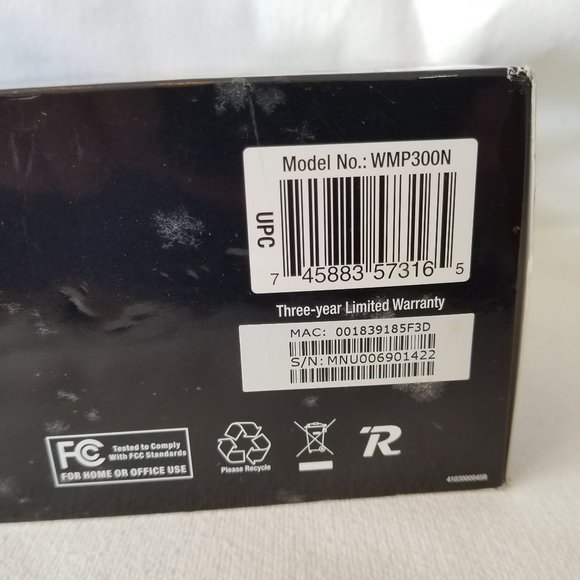 Model No.: WMP300N
UPC
7 45883 57316 5
Three-year Limited Warranty
MAC: 001839185F3D
S/N: MNU006901422
FC Tested to Comply
With FCC Standards
FOR HOME OR OFFICE USE
Please Recycle
R
4103000045R